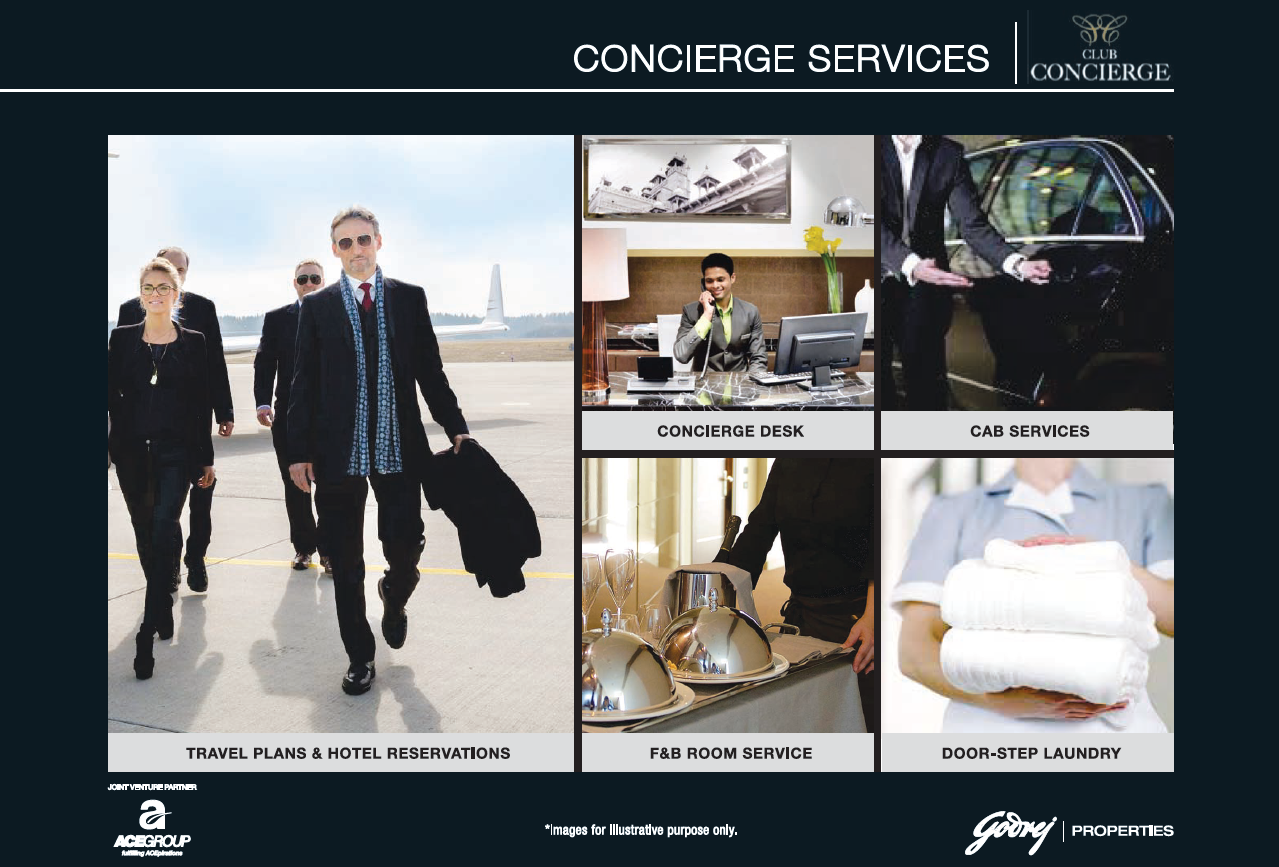 CONCIERGE SERVICES
CLUB
CONCIERGE
CONCIERGE DESK
CAB SERVICES
TRAVEL PLANS & HOTEL RESERVATIONS
F&B ROOM SERVICE
DOOR-STEP LAUNDRY
JOINT VENTURE PARTNER
a
ACEGROUP
fulfilling ACEpirations
*Images for illustrative purpose only.
Godrej | PROPERTIES